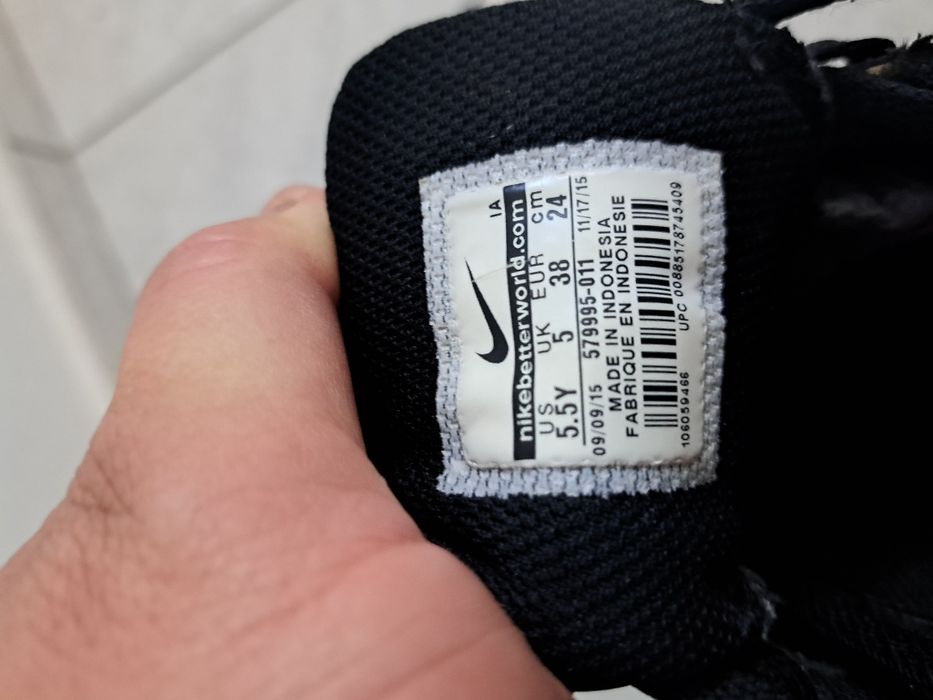 IA
nikebetterworld.com
US UK EUR cm
5.5Y 5 38 24
09/09/15 579995-011 11/17/15
MADE IN INDONESIA
FABRIQUE EN INDONESIE
106059466 UPC 00885178745409